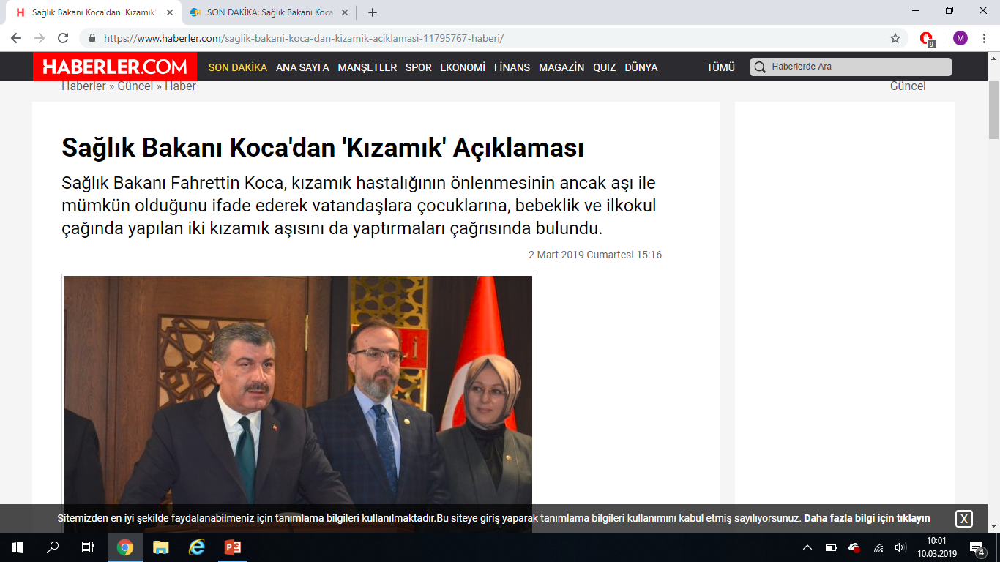 Sağlık Bakanı Koca'dan 'Kızamık'
SON DAKİKA: Sağlık Bakanı Koca'
https://www.haberler.com/saglik-bakani-koca-dan-kizamik-aciklamasi-11795767-haberi/
9
M
HABERLER.COM SON DAKİKA ANA SAYFA MANŞETLER SPOR EKONOMİ FİNANS MAGAZİN QUIZ DÜNYA TÜMÜ Haberlerde Ara
Haberler » Güncel » Haber Güncel
Sağlık Bakanı Koca'dan 'Kızamık' Açıklaması
Sağlık Bakanı Fahrettin Koca, kızamık hastalığının önlenmesinin ancak aşı ile
mümkün olduğunu ifade ederek vatandaşlara çocuklarına, bebeklik ve ilkokul
çağında yapılan iki kızamık aşısını da yaptırmaları çağrısında bulundu.
2 Mart 2019 Cumartesi 15:16
Sitemizden en iyi şekilde faydalanabilmeniz için tanımlama bilgileri kullanılmaktadır.Bu siteye giriş yaparak tanımlama bilgileri kullanımını kabul etmiş sayılıyorsunuz. Daha fazla bilgi için tıklayın X
10:01
10.03.2019
4